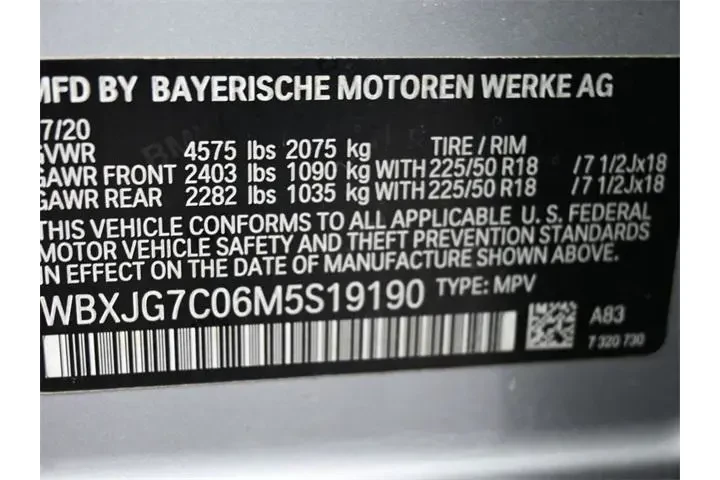 MFD BY BAYERISCHE MOTOREN WERKE AG
7/20
GVWR 4575 lbs 2075 kg TIRE / RIM
GAWR FRONT 2403 lbs 1090 kg WITH 225/50 R18 /7 1/2Jx18
GAWR REAR 2282 lbs 1035 kg WITH 225/50 R18 /7 1/2Jx18
THIS VEHICLE CONFORMS TO ALL APPLICABLE U. S. FEDERAL
MOTOR VEHICLE SAFETY AND THEFT PREVENTION STANDARDS
IN EFFECT ON THE DATE OF MANUFACTURE SHOWN ABOVE.
WBXJG7C06M5S19190 TYPE: MPV
A83
7 320 730